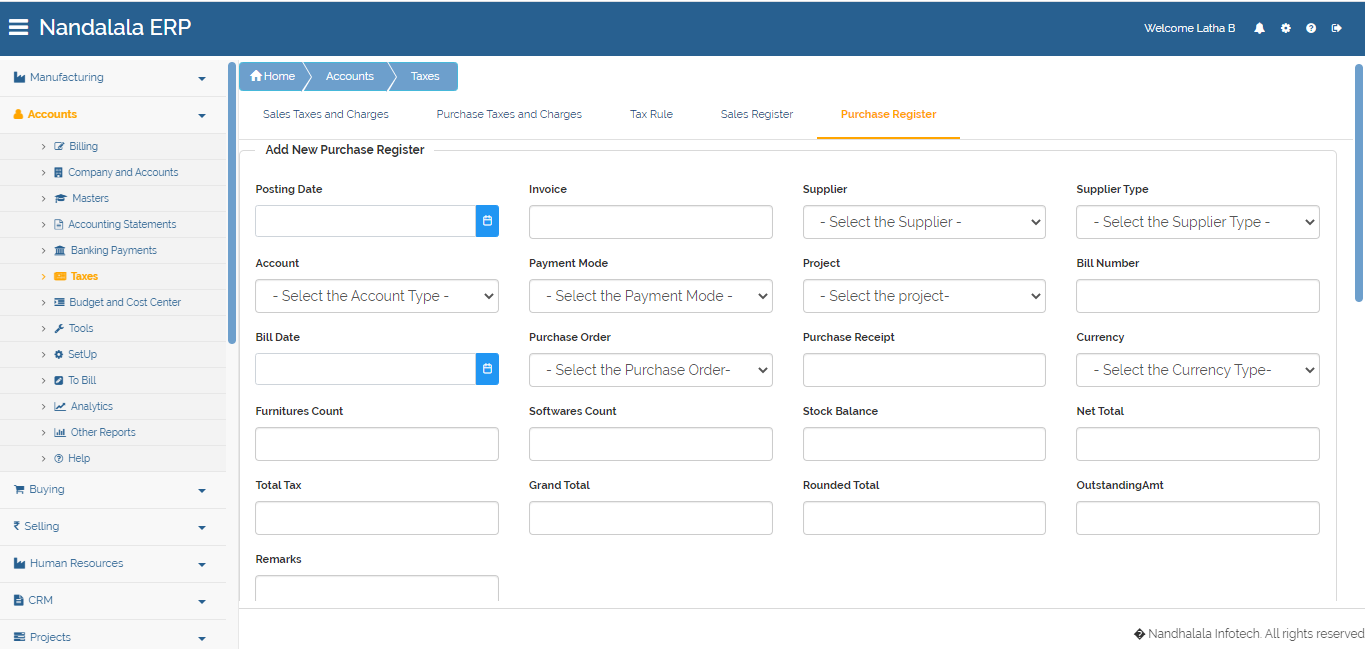 Nandalala ERP
Welcome Latha B
Manufacturing
Accounts
Billing
Company and Accounts
Masters
Accounting Statements
Banking Payments
Taxes
Budget and Cost Center
Tools
SetUp
To Bill
Analytics
Other Reports
Help
Buying
Selling
Human Resources
CRM
Projects
Home Accounts Taxes
Sales Taxes and Charges Purchase Taxes and Charges Tax Rule Sales Register Purchase Register
Add New Purchase Register
Posting Date Invoice Supplier Supplier Type
- Select the Supplier - - Select the Supplier Type -
Account Payment Mode Project Bill Number
- Select the Account Type - - Select the Payment Mode - - Select the project-
Bill Date Purchase Order Purchase Receipt Currency
- Select the Purchase Order- - Select the Currency Type-
Furnitures Count Softwares Count Stock Balance Net Total
Total Tax Grand Total Rounded Total OutstandingAmt
Remarks
� Nandhalala Infotech. All rights reserved